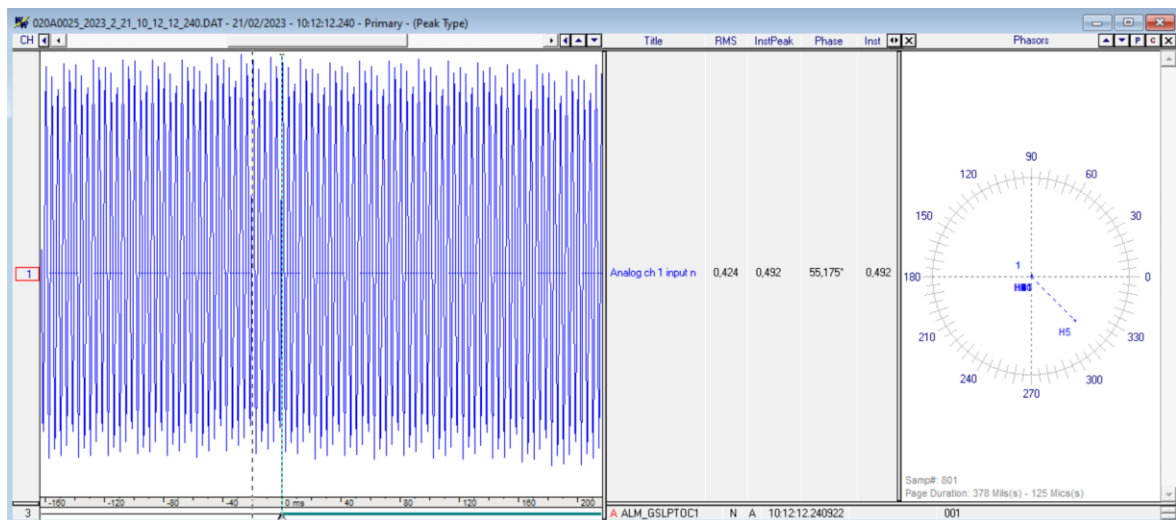 020A0025_2023_2_21_10_12_12_240.DAT - 21/02/2023 - 10:12:12.240 - Primary - (Peak Type)
CH Title RMS InstPeak Phase Inst Phasors P C
1 Analog ch 1 input n 0,424 0,492 55,175° 0,492
90
120 60
150 30
1
180 0
H5
210 330
240 300
270
Samp#: 801
Page Duration: 378 Mils(s) - 125 Mics(s)
-160 -120 -80 -40 0 ms 40 80 120 160 200
3 A ALM_GSLPTOC1 N A 10:12:12.240922 001